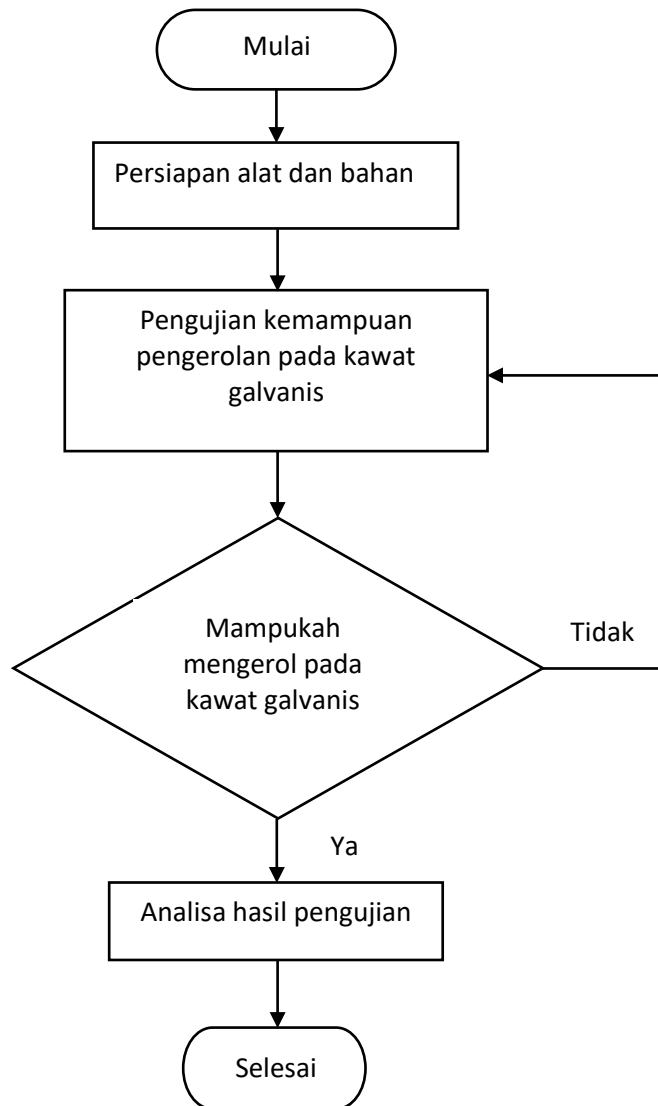 Mulai
Persiapan alat dan bahan
Pengujian kemampuan
pengerolan pada kawat
galvanis
Mampukah
mengerol pada
kawat galvanis
Tidak
Ya
Analisa hasil pengujian
Selesai